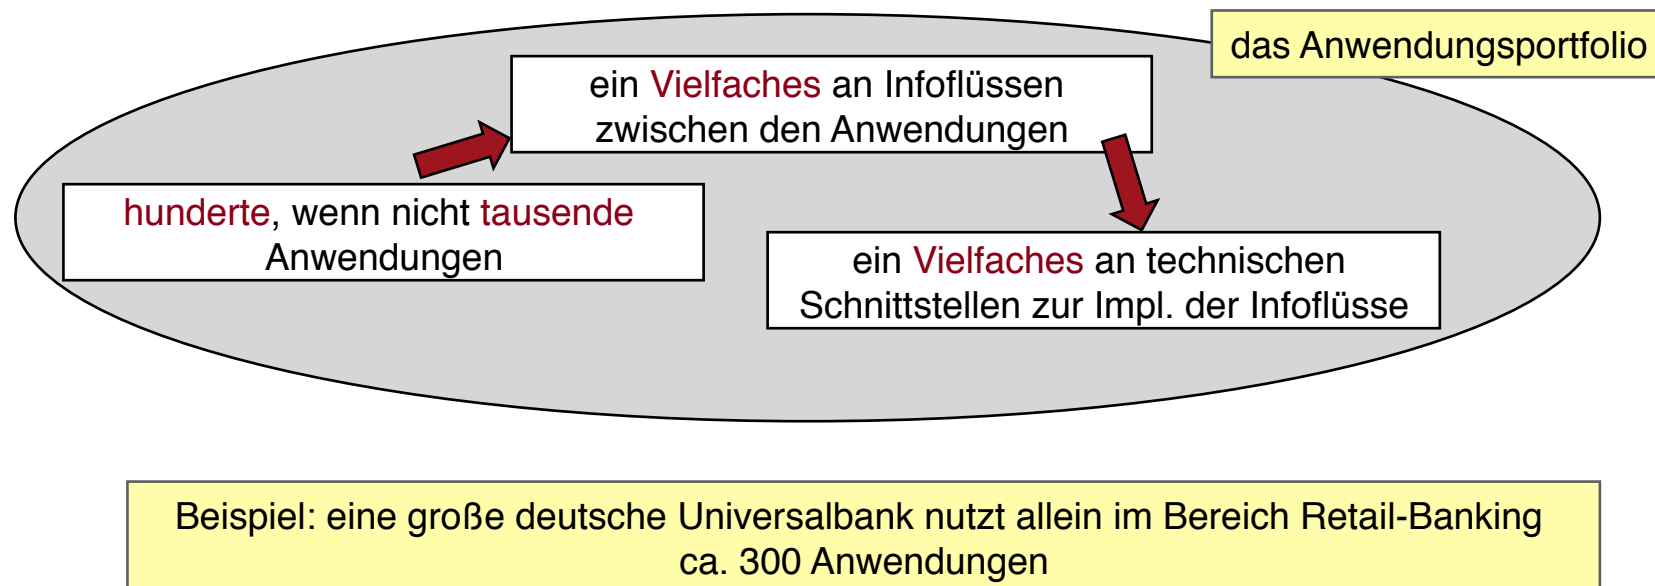 das Anwendungsportfolio
ein Vielfaches an Infoflüssen
zwischen den Anwendungen
hunderte, wenn nicht tausende
Anwendungen
ein Vielfaches an technischen
Schnittstellen zur Impl. der Infoflüsse
Beispiel: eine große deutsche Universalbank nutzt allein im Bereich Retail-Banking
ca. 300 Anwendungen